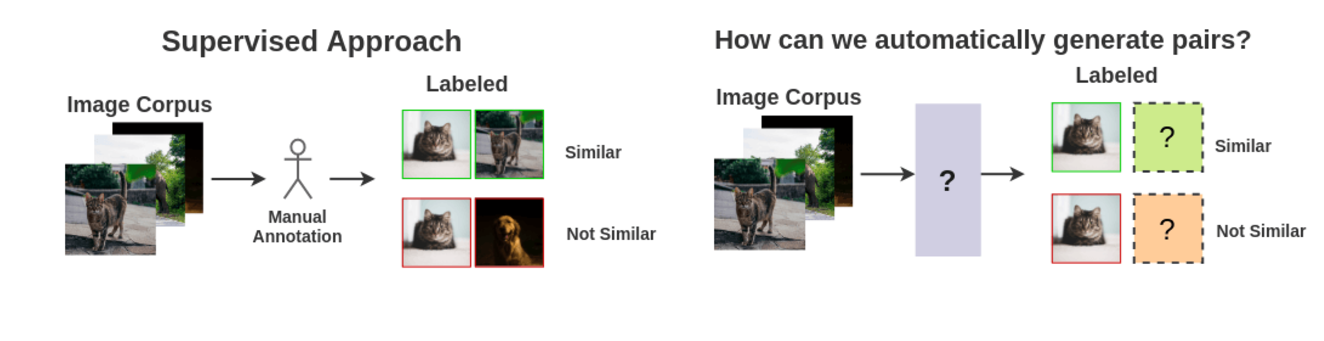 Supervised Approach
Image Corpus
Labeled
Similar
Manual
Annotation
Not Similar
How can we automatically generate pairs?
Labeled
Image Corpus
?
?
Similar
?
Not Similar